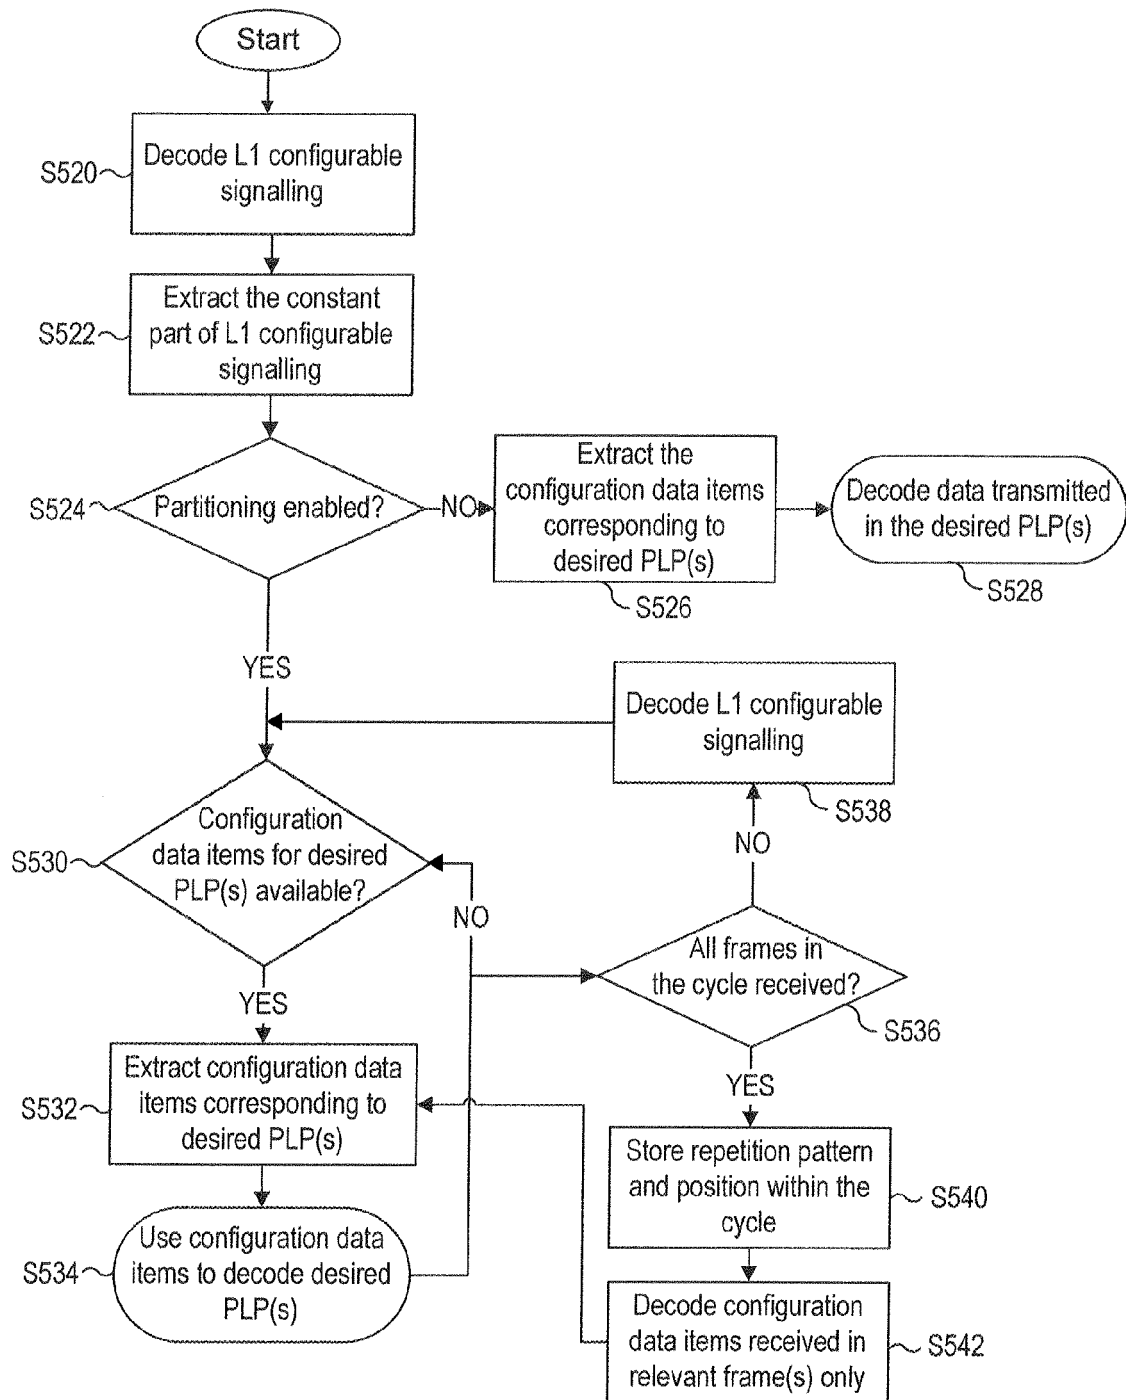 Start
S520
Decode L1 configurable
signalling
S522
Extract the constant
part of L1 configurable
signalling
S524
Partitioning enabled?
NO
Extract the
configuration data items
corresponding to
desired PLP(s)
S526
Decode data transmitted
in the desired PLP(s)
S528
YES
Decode L1 configurable
signalling
S538
NO
S530
Configuration
data items for desired
PLP(s) available?
NO
All frames in
the cycle received?
S536
YES
YES
S532
Extract configuration data
items corresponding to
desired PLP(s)
Store repetition pattern
and position within the
cycle
S540
S534
Use configuration data
items to decode desired
PLP(s)
Decode configuration
data items received in
relevant frame(s) only
S542